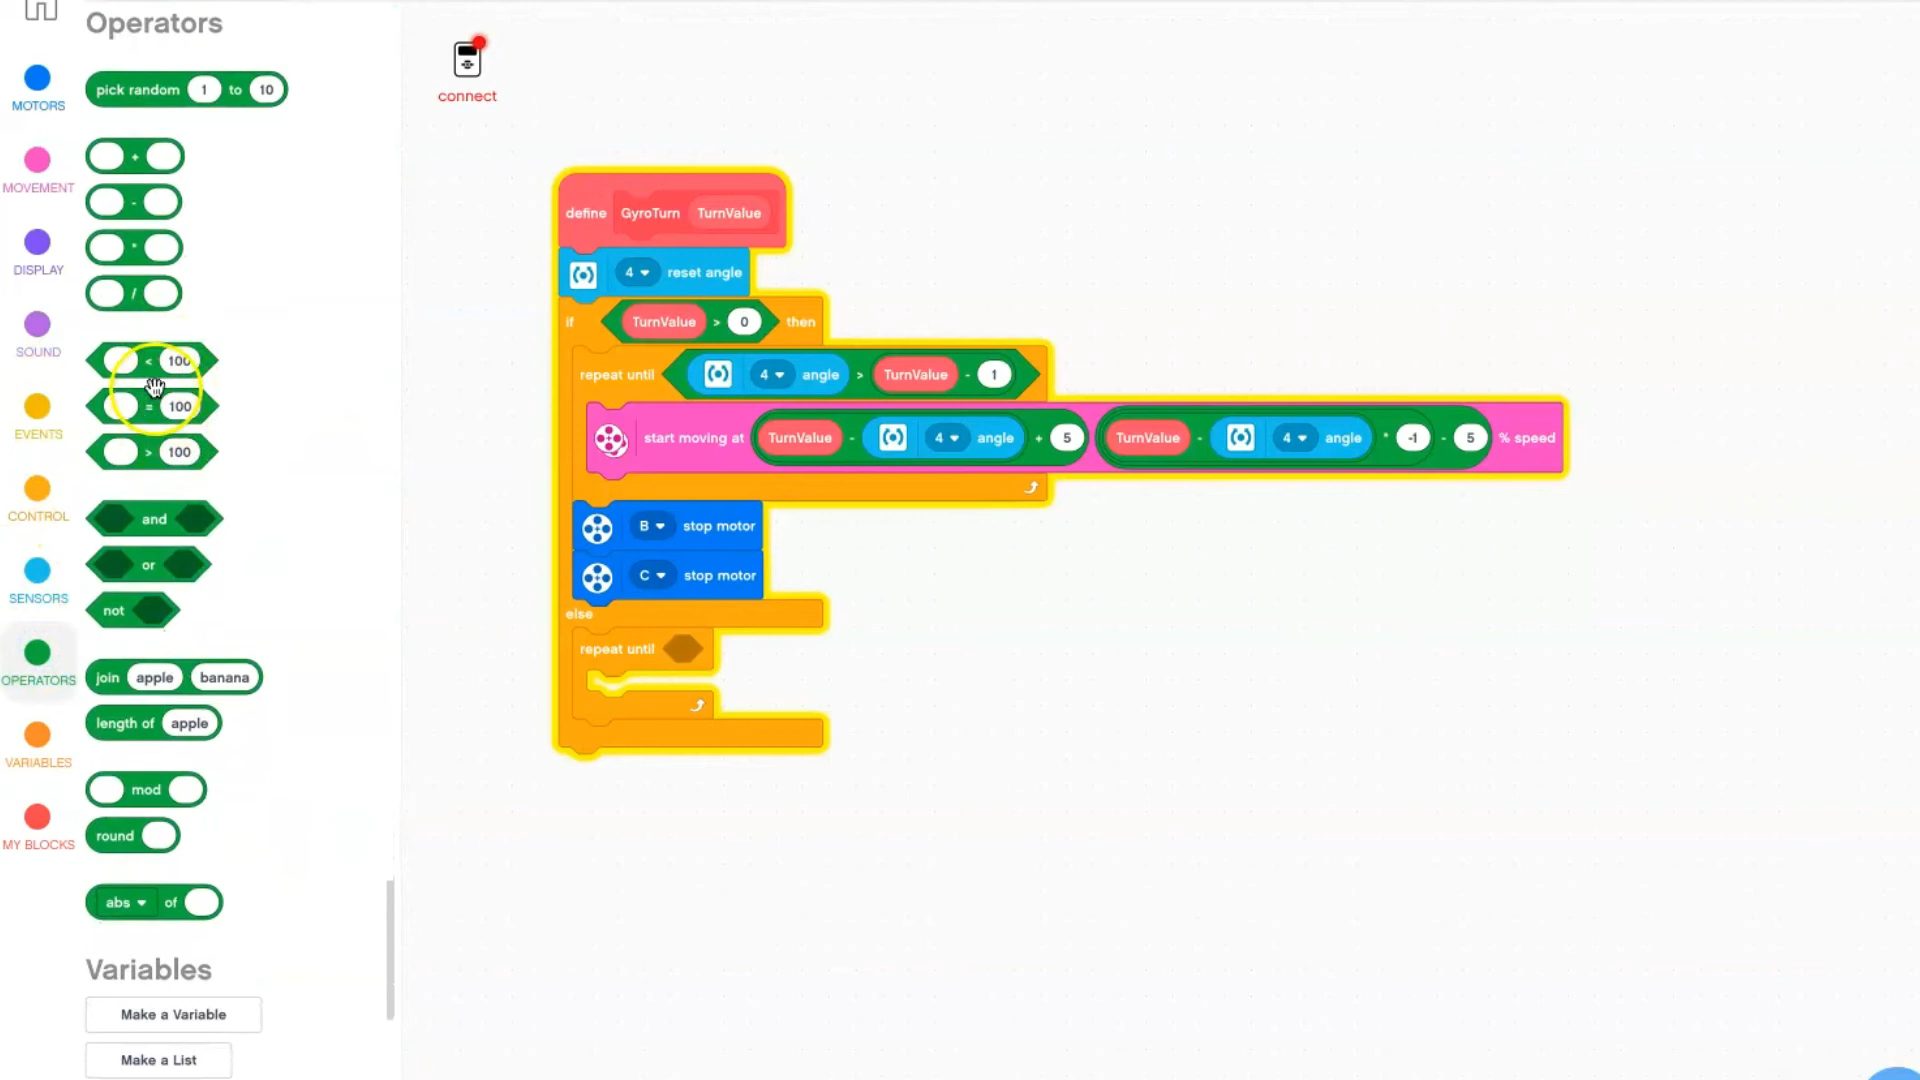 Operators
pick random 1 to 10
+
-
*
/
< 100
= 100
> 100
and
or
not
join apple banana
length of apple
mod
round
abs of
Variables
Make a Variable
Make a List
MOTORS
MOVEMENT
DISPLAY
SOUND
EVENTS
CONTROL
SENSORS
OPERATORS
VARIABLES
MY BLOCKS
connect
define GyroTurn TurnValue
4 reset angle
if TurnValue > 0 then
repeat until 4 angle > TurnValue - 1
start moving at TurnValue - 4 angle + 5 TurnValue - 4 angle * -1 - 5 % speed
B stop motor
C stop motor
else
repeat until